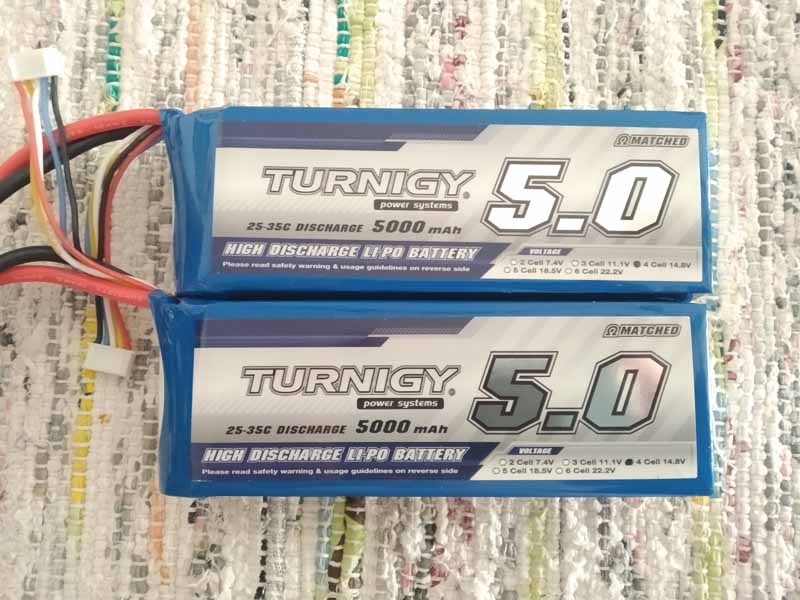 ΩMATCHED
TURNIGY®
power systems
5.0
25-35C DISCHARGE 5000 mAh
HIGH DISCHARGE LI-PO BATTERY
Please read safety warning & usage guidelines on reverse side
VOLTAGE
2 Cell 7.4V 3 Cell 11.1V 4 Cell 14.8V
5 Cell 18.5V 6 Cell 22.2V
ΩMATCHED
TURNIGY®
power systems
5.0
25-35C DISCHARGE 5000 mAh
HIGH DISCHARGE LI-PO BATTERY
Please read safety warning & usage guidelines on reverse side
VOLTAGE
2 Cell 7.4V 3 Cell 11.1V 4 Cell 14.8V
5 Cell 18.5V 6 Cell 22.2V